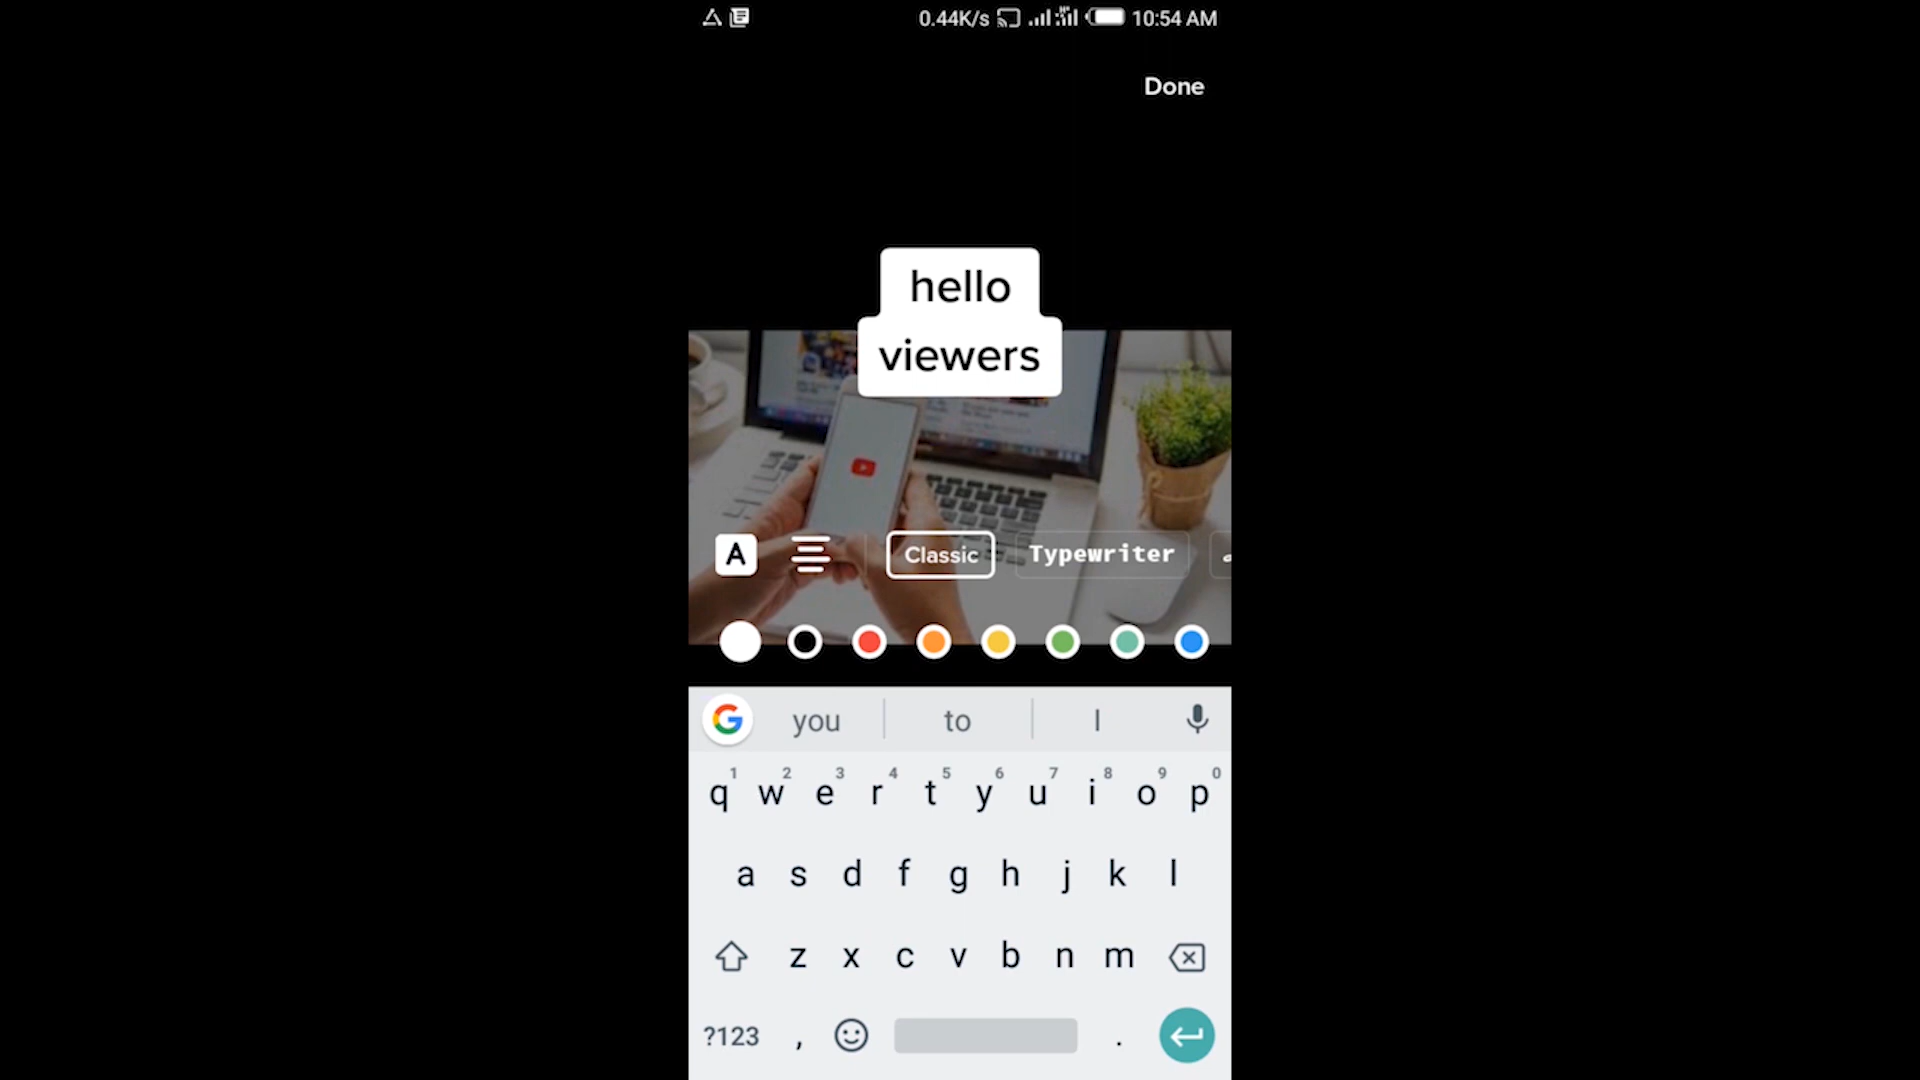 0.44K/s 10:54 AM
Done
hello
viewers
A Classic Typewriter
G you to I
1 2 3 4 5 6 7 8 9 0
q w e r t y u i o p
a s d f g h j k l
z x c v b n m
?123 , .